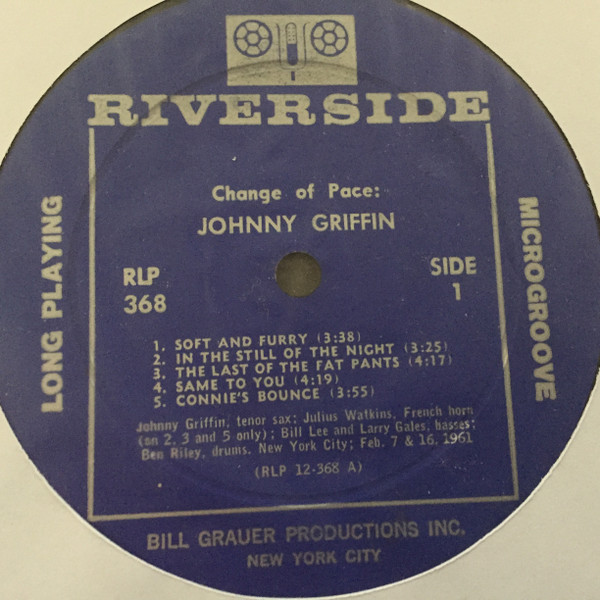 RIVERSIDE
Change of Pace:
JOHNNY GRIFFIN
LONG PLAYING
MICROGROOVE
RLP
368
SIDE
1
1. SOFT AND FURRY (3:38)
2. IN THE STILL OF THE NIGHT (3:25)
3. THE LAST OF THE FAT PANTS (4:17)
4. SAME TO YOU (4:19)
5. CONNIE'S BOUNCE (3:55)
Johnny Griffin, tenor sax; Julius Watkins, French horn
(on 2, 3 and 5 only); Bill Lee and Larry Gales, basses;
Ben Riley, drums. New York City; Feb. 7 & 16, 1961
(RLP 12-368 A)
BILL GRAUER PRODUCTIONS INC.
NEW YORK CITY